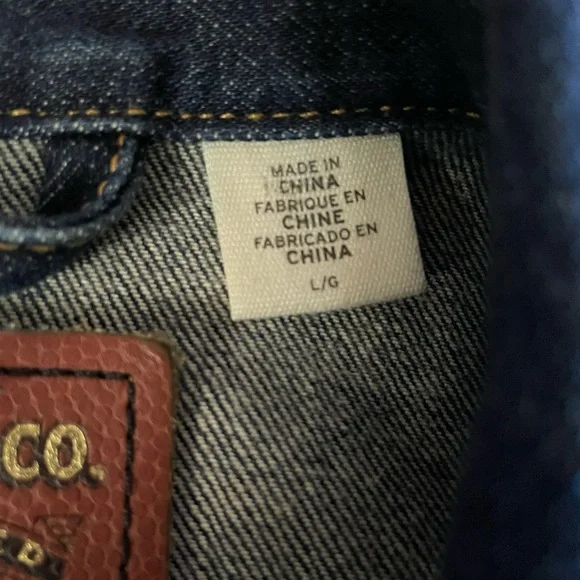 MADE IN
CHINA
FABRIQUE EN
CHINE
FABRICADO EN
CHINA
L/G
CO.